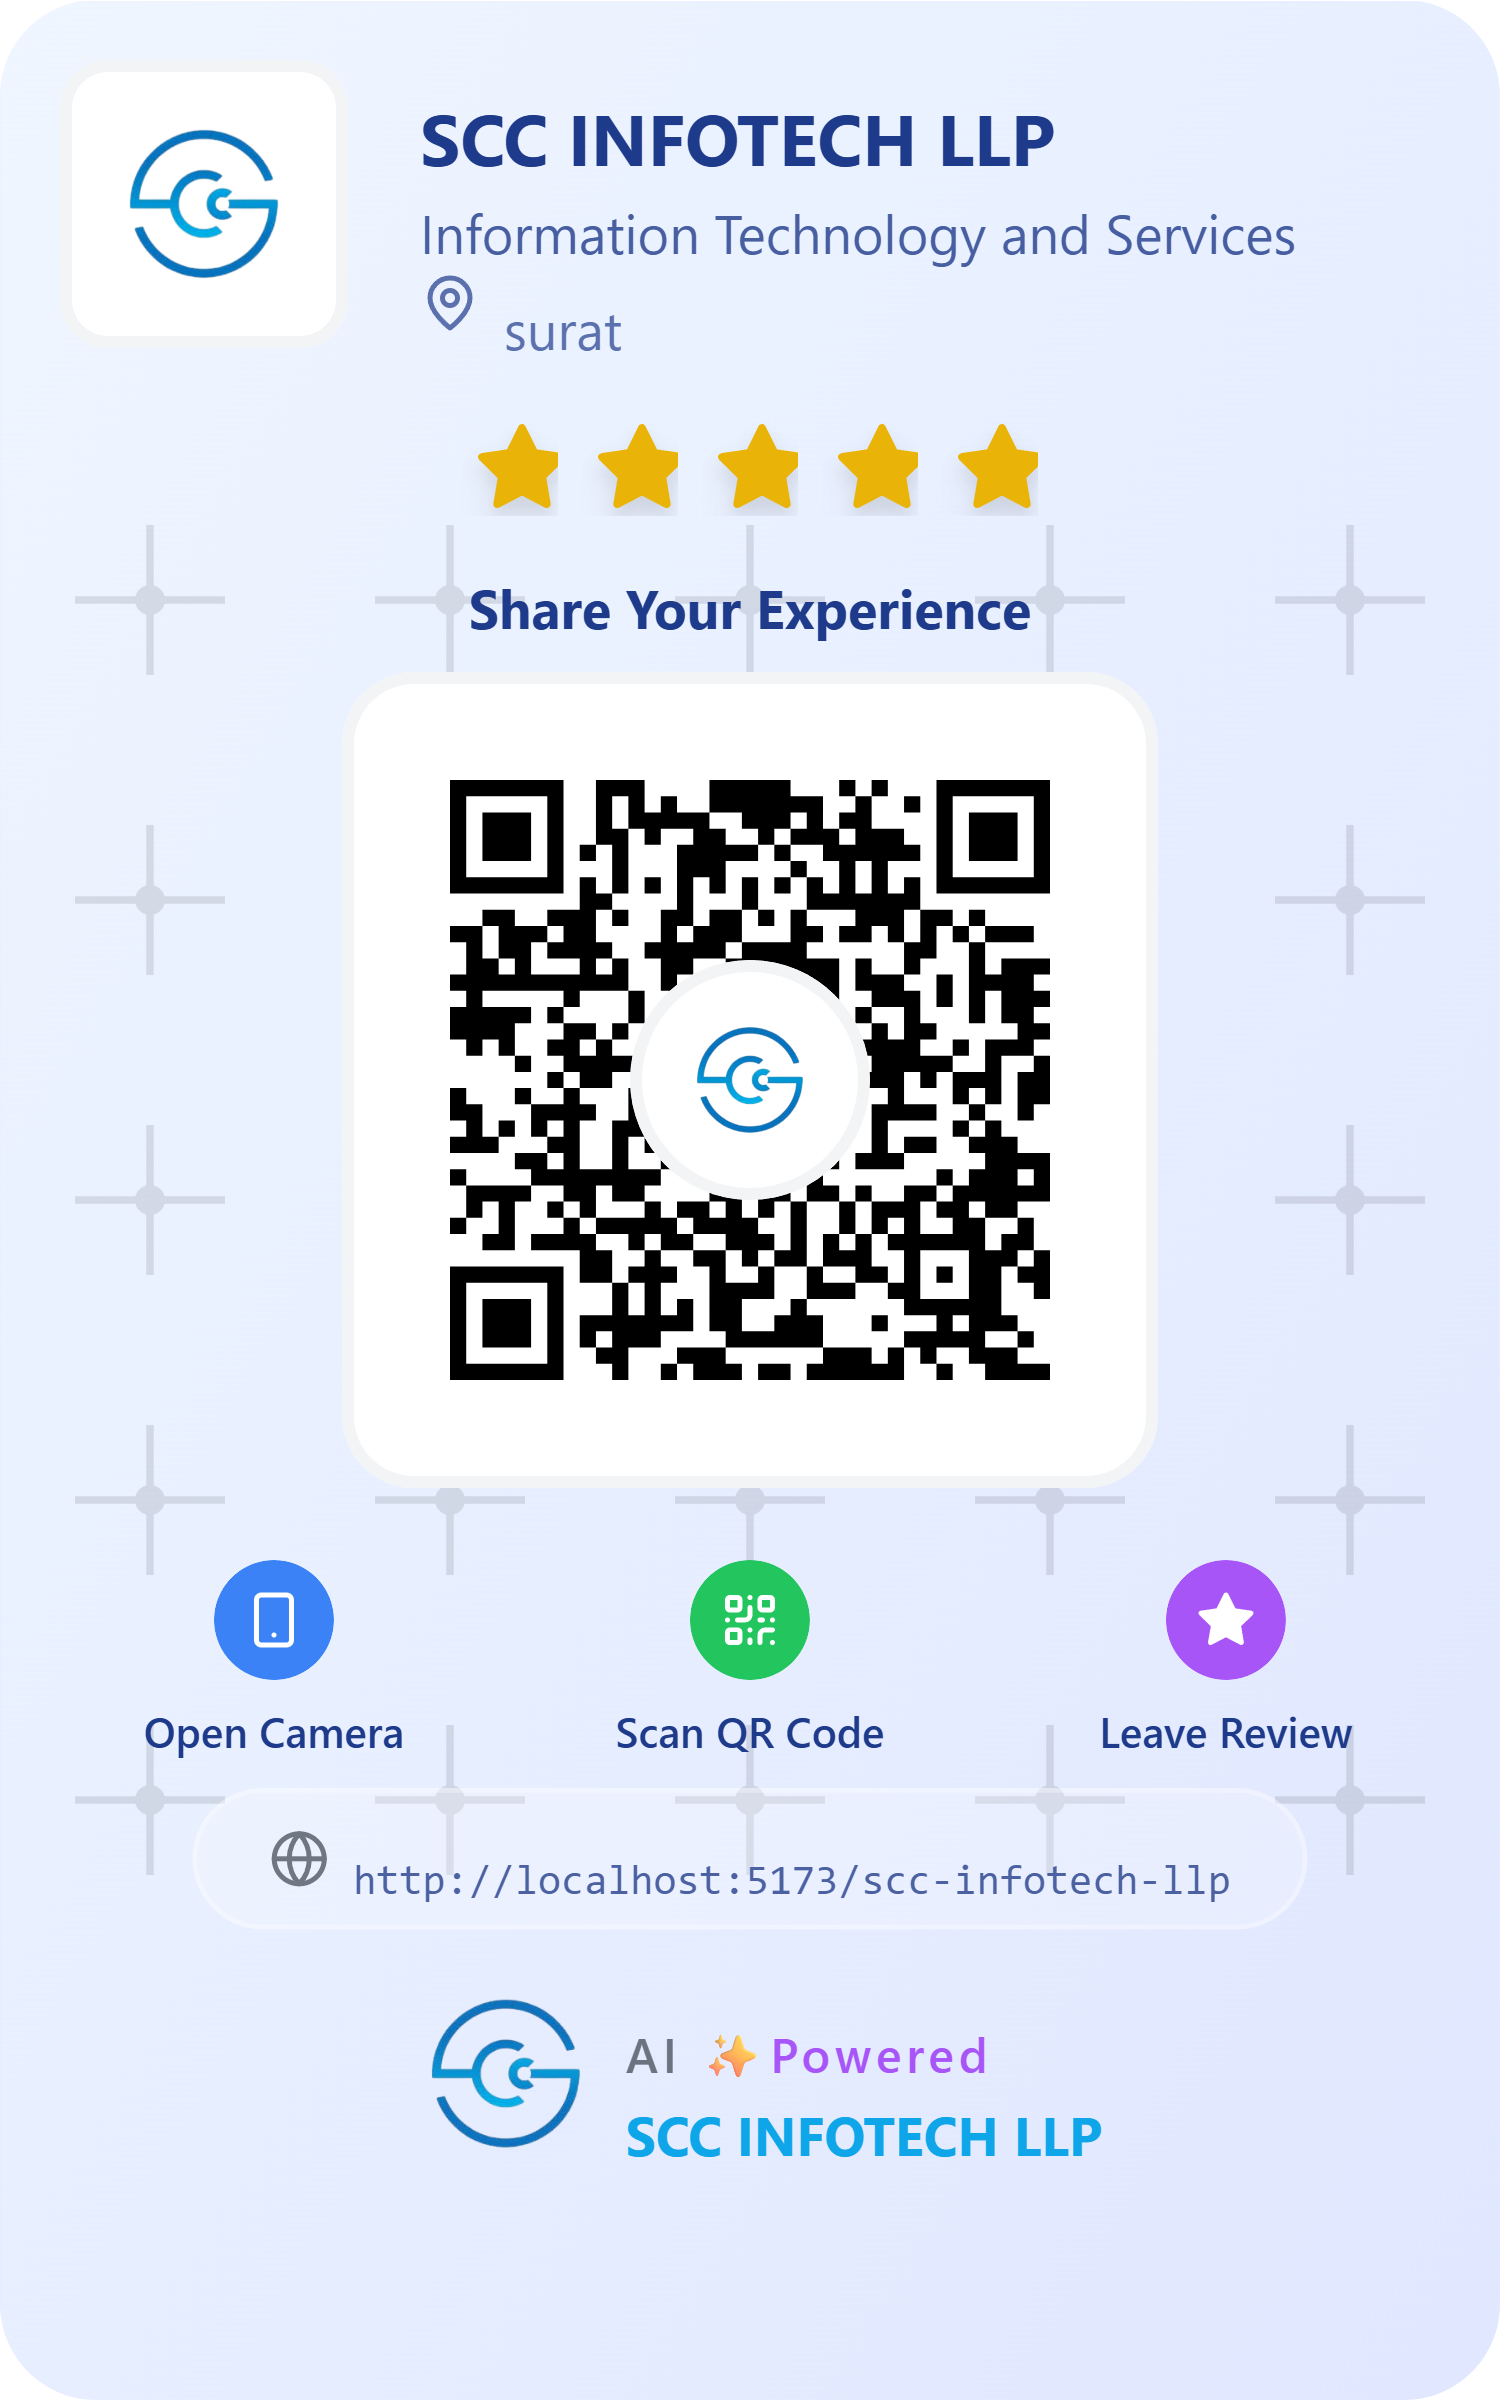 SCC INFOTECH LLP
Information Technology and Services
surat
Share Your Experience
Open Camera
Scan QR Code
Leave Review
http://localhost:5173/scc-infotech-llp
AI ✨ Powered
SCC INFOTECH LLP